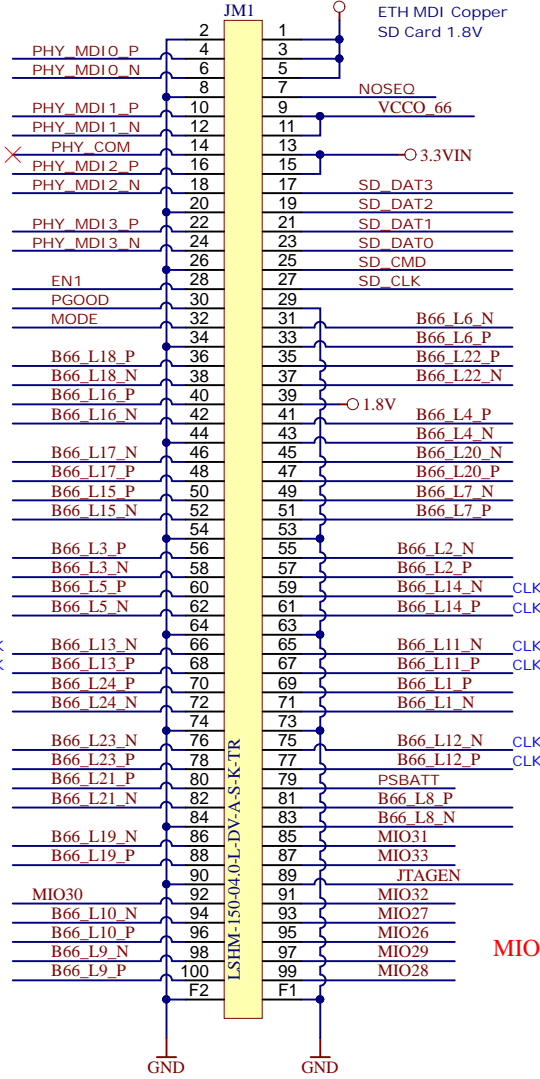 JM1
ETH MDI Copper
SD Card 1.8V
2 1
PHY_MDI0_P 4 3
PHY_MDI0_N 6 5
8 7 NOSEQ
PHY_MDI1_P 10 9 VCCO_66
PHY_MDI1_N 12 11
PHY_COM 14 13 3.3VIN
PHY_MDI2_P 16 15
PHY_MDI2_N 18 17 SD_DAT3
20 19 SD_DAT2
PHY_MDI3_P 22 21 SD_DAT1
PHY_MDI3_N 24 23 SD_DAT0
26 25 SD_CMD
EN1 28 27 SD_CLK
PGOOD 30 29
MODE 32 31 B66_L6_N
34 33 B66_L6_P
B66_L18_P 36 35 B66_L22_P
B66_L18_N 38 37 B66_L22_N
B66_L16_P 40 39 1.8V
B66_L16_N 42 41 B66_L4_P
44 43 B66_L4_N
B66_L17_N 46 45 B66_L20_N
B66_L17_P 48 47 B66_L20_P
B66_L15_P 50 49 B66_L7_N
B66_L15_N 52 51 B66_L7_P
54 53
B66_L3_P 56 55 B66_L2_N
B66_L3_N 58 57 B66_L2_P
B66_L5_P 60 59 B66_L14_N CLK
B66_L5_N 62 61 B66_L14_P CLK
64 63
K B66_L13_N 66 65 B66_L11_N CLK
K B66_L13_P 68 67 B66_L11_P CLK
B66_L24_P 70 69 B66_L1_P
B66_L24_N 72 71 B66_L1_N
74 73
B66_L23_N 76 75 B66_L12_N CLK
B66_L23_P 78 77 B66_L12_P CLK
B66_L21_P 80 79 PSBATT
B66_L21_N 82 81 B66_L8_P
84 83 B66_L8_N
B66_L19_N 86 85 MIO31
B66_L19_P 88 87 MIO33
90 89 JTAGEN
MIO30 92 91 MIO32
B66_L10_N 94 93 MIO27
B66_L10_P 96 95 MIO26
B66_L9_N 98 97 MIO29
B66_L9_P 100 99 MIO28
F2 F1
LSHM-150-04.0-L-DV-A-S-K-TR
MIO
GND GND